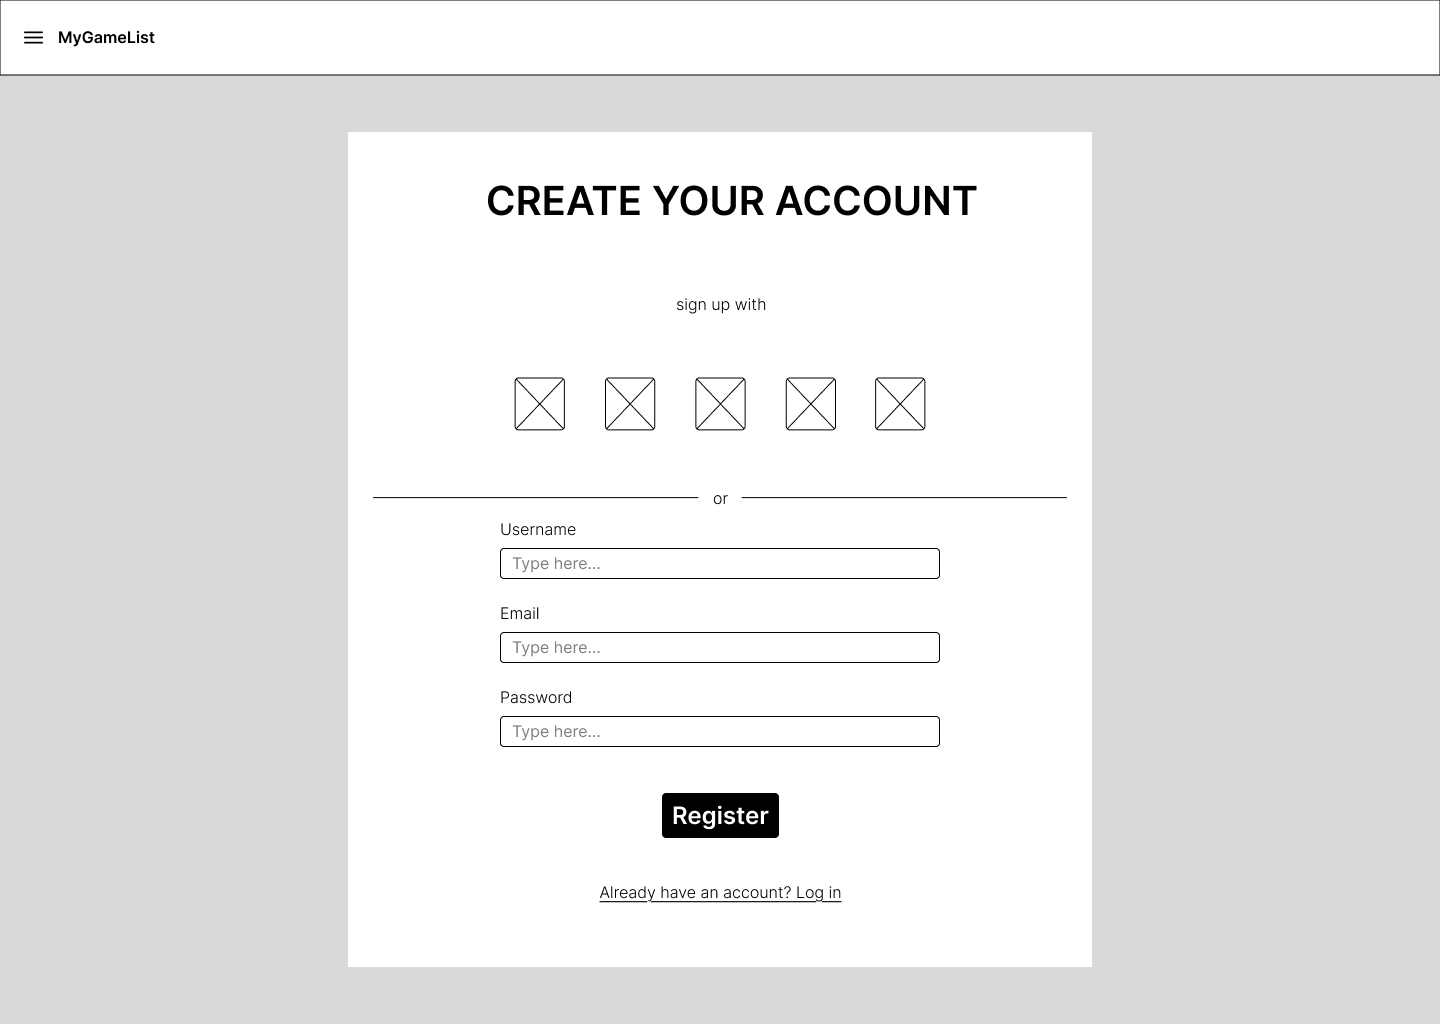 MyGameList
CREATE YOUR ACCOUNT
sign up with
or
Username
Type here...
Email
Type here...
Password
Type here...
Register
Already have an account? Log in